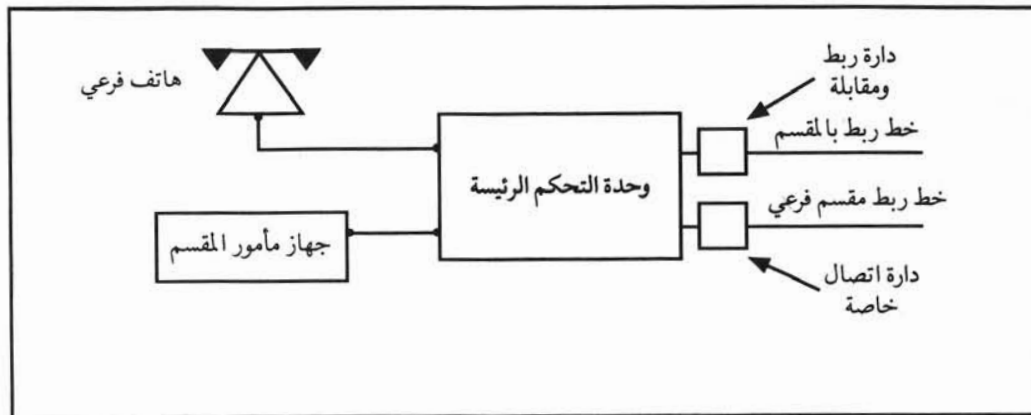 دارة ربط
ومقابلة
هاتف فرعي
خط ربط بالمقسم
وحدة التحكم الرئيسة
خط ربط مقسم فرعي
جهاز مأمور المقسم
دارة اتصال
خاصة